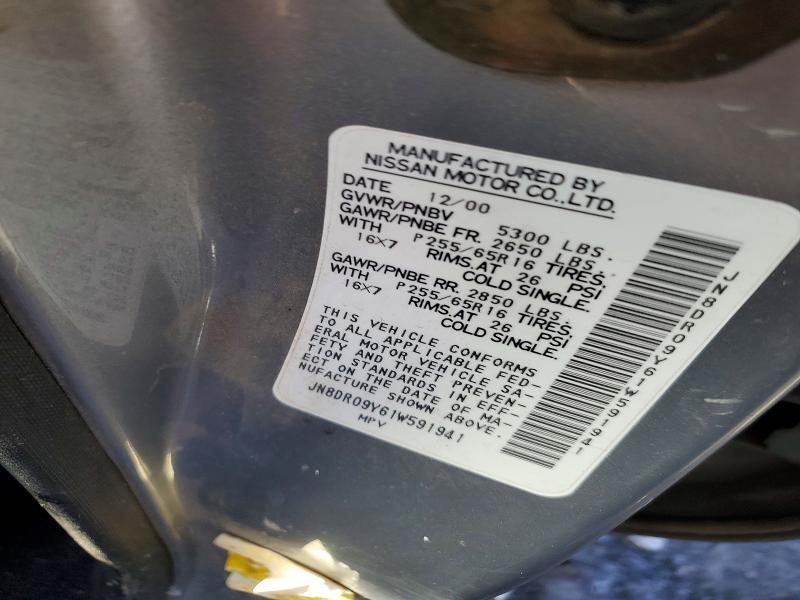 MANUFACTURED BY
NISSAN MOTOR CO.,LTD.
DATE 12/00
GVWR/PNBV 5300 LBS.
GAWR/PNBE FR. 2650 LBS.
WITH P255/65R16 TIRES,
16X7 RIMS,AT 26 PSI
COLD SINGLE.
GAWR/PNBE RR. 2850 LBS.
WITH P255/65R16 TIRES,
16X7 RIMS,AT 26 PSI
COLD SINGLE.
THIS VEHICLE CONFORMS
TO ALL APPLICABLE FED-
ERAL MOTOR VEHICLE SA-
FETY AND THEFT PREVEN-
TION STANDARDS IN EFF-
ECT ON THE DATE OF MA-
NUFACTURE SHOWN ABOVE.
JN8DR09Y61W591941
MPV
JN8DR09Y61W591941